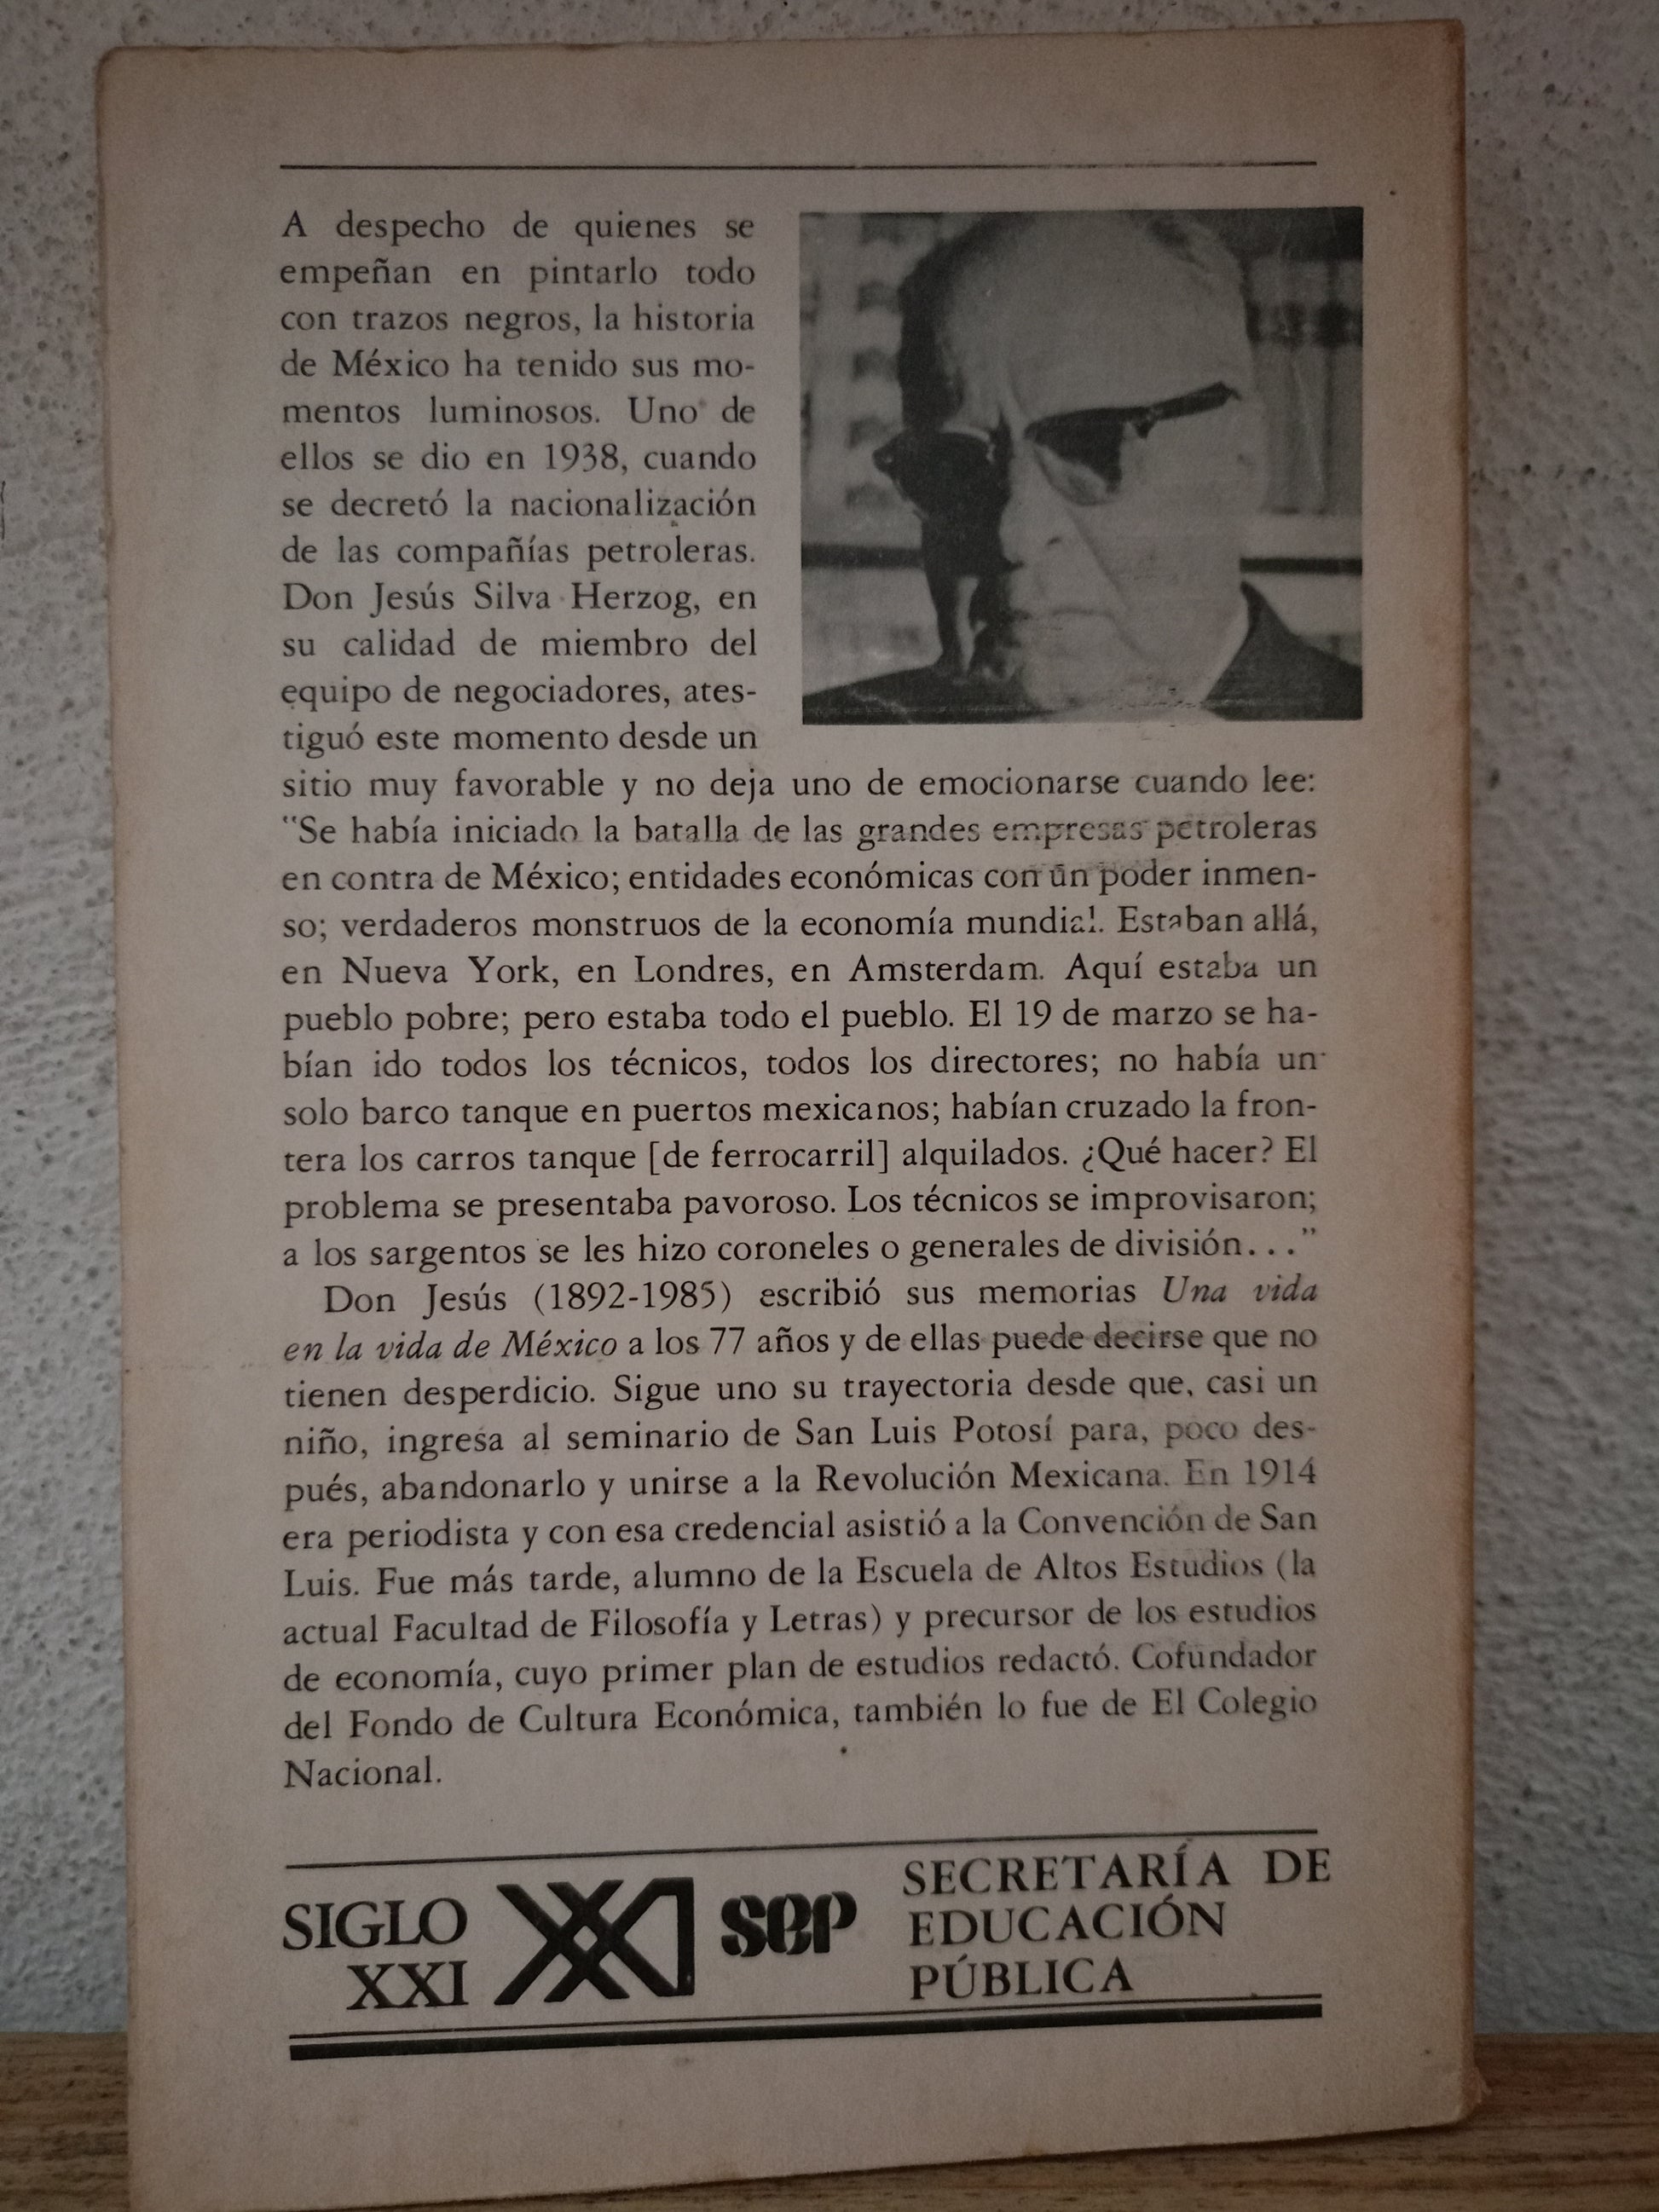 A despecho de quienes se
empeñan en pintarlo todo
con trazos negros, la historia
de México ha tenido sus mo-
mentos luminosos. Uno de
ellos se dio en 1938, cuando
se decretó la nacionalización
de las compañías petroleras.
Don Jesús Silva Herzog, en
su calidad de miembro del
equipo de negociadores, ates-
tiguó este momento desde un
sitio muy favorable y no deja uno de emocionarse cuando lee:
"Se había iniciado la batalla de las grandes empresas petroleras
en contra de México; entidades económicas con un poder inmen-
so; verdaderos monstruos de la economía mundial. Estaban allá,
en Nueva York, en Londres, en Amsterdam. Aquí estaba un
pueblo pobre; pero estaba todo el pueblo. El 19 de marzo se ha-
bían ido todos los técnicos, todos los directores; no había un
solo barco tanque en puertos mexicanos; habían cruzado la fron-
tera los carros tanque [de ferrocarril] alquilados. ¿Qué hacer? El
problema se presentaba pavoroso. Los técnicos se improvisaron;
a los sargentos se les hizo coroneles o generales de división..."
Don Jesús (1892-1985) escribió sus memorias Una vida
en la vida de México a los 77 años y de ellas puede decirse que no
tienen desperdicio. Sigue uno su trayectoria desde que, casi un
niño, ingresa al seminario de San Luis Potosí para, poco des-
pués, abandonarlo y unirse a la Revolución Mexicana. En 1914
era periodista y con esa credencial asistió a la Convención de San
Luis. Fue más tarde, alumno de la Escuela de Altos Estudios (la
actual Facultad de Filosofía y Letras) y precursor de los estudios
de economía, cuyo primer plan de estudios redactó. Cofundador
del Fondo de Cultura Económica, también lo fue de El Colegio
Nacional.
SIGLO
XXI
sep
SECRETARÍA DE
EDUCACIÓN
PÚBLICA